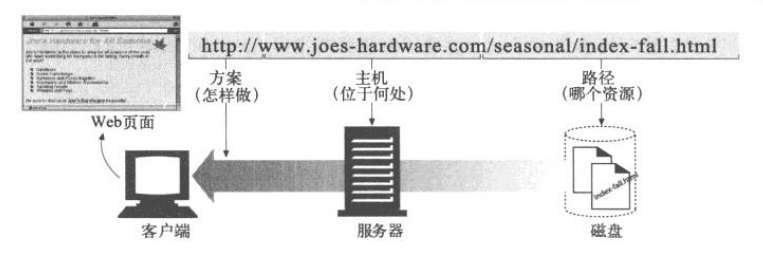 Joe's Hardware for All Seasons
http://www.joes-hardware.com/seasonal/index-fall.html
方案
(怎样做)
主机
(位于何处)
路径
(哪个资源)
Web页面
index-fall.html
客户端
服务器
磁盘